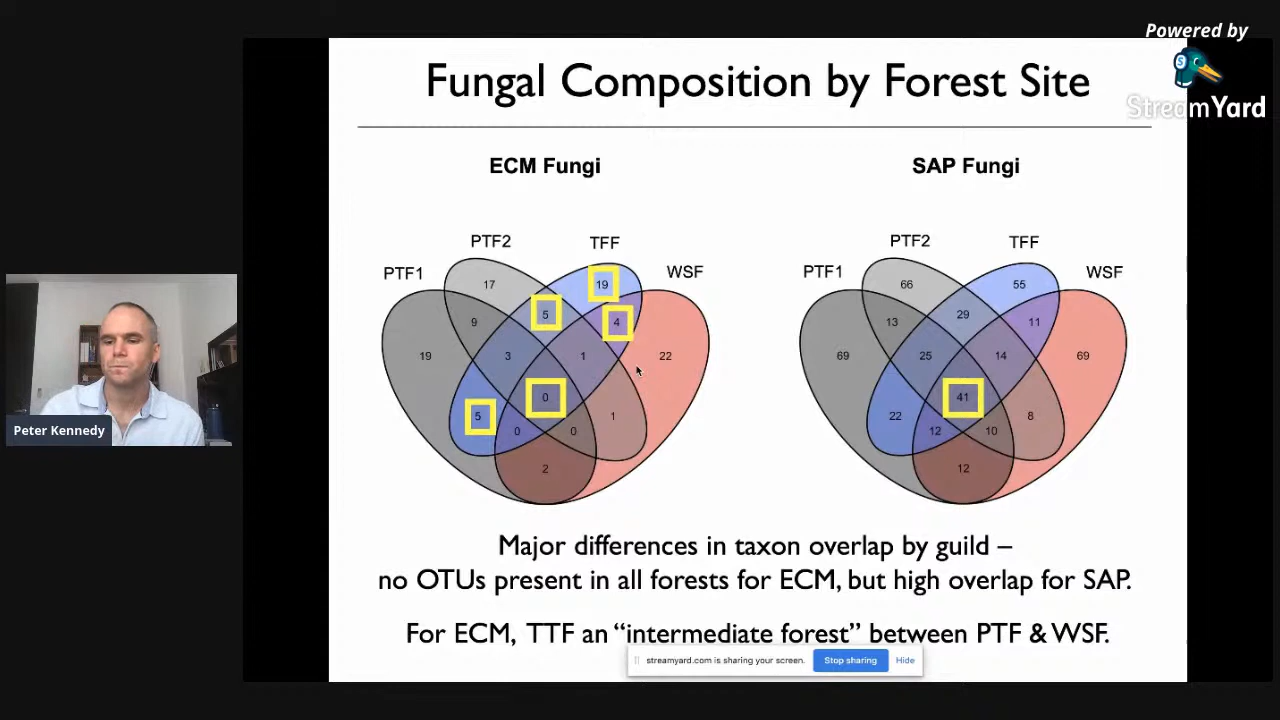 Powered by
StreamYard
Fungal Composition by Forest Site
ECM Fungi
PTF1
PTF2
TFF
WSF
17
19
5
4
9
19
3
1
22
0
5
1
0
0
2
SAP Fungi
PTF1
PTF2
TFF
WSF
66
55
29
13
11
69
25
14
69
41
22
8
12
10
12
Peter Kennedy
Major differences in taxon overlap by guild –
no OTUs present in all forests for ECM, but high overlap for SAP.
For ECM, TTF an “intermediate forest” between PTF & WSF.
streamyard.com is sharing your screen.
Stop sharing
Hide